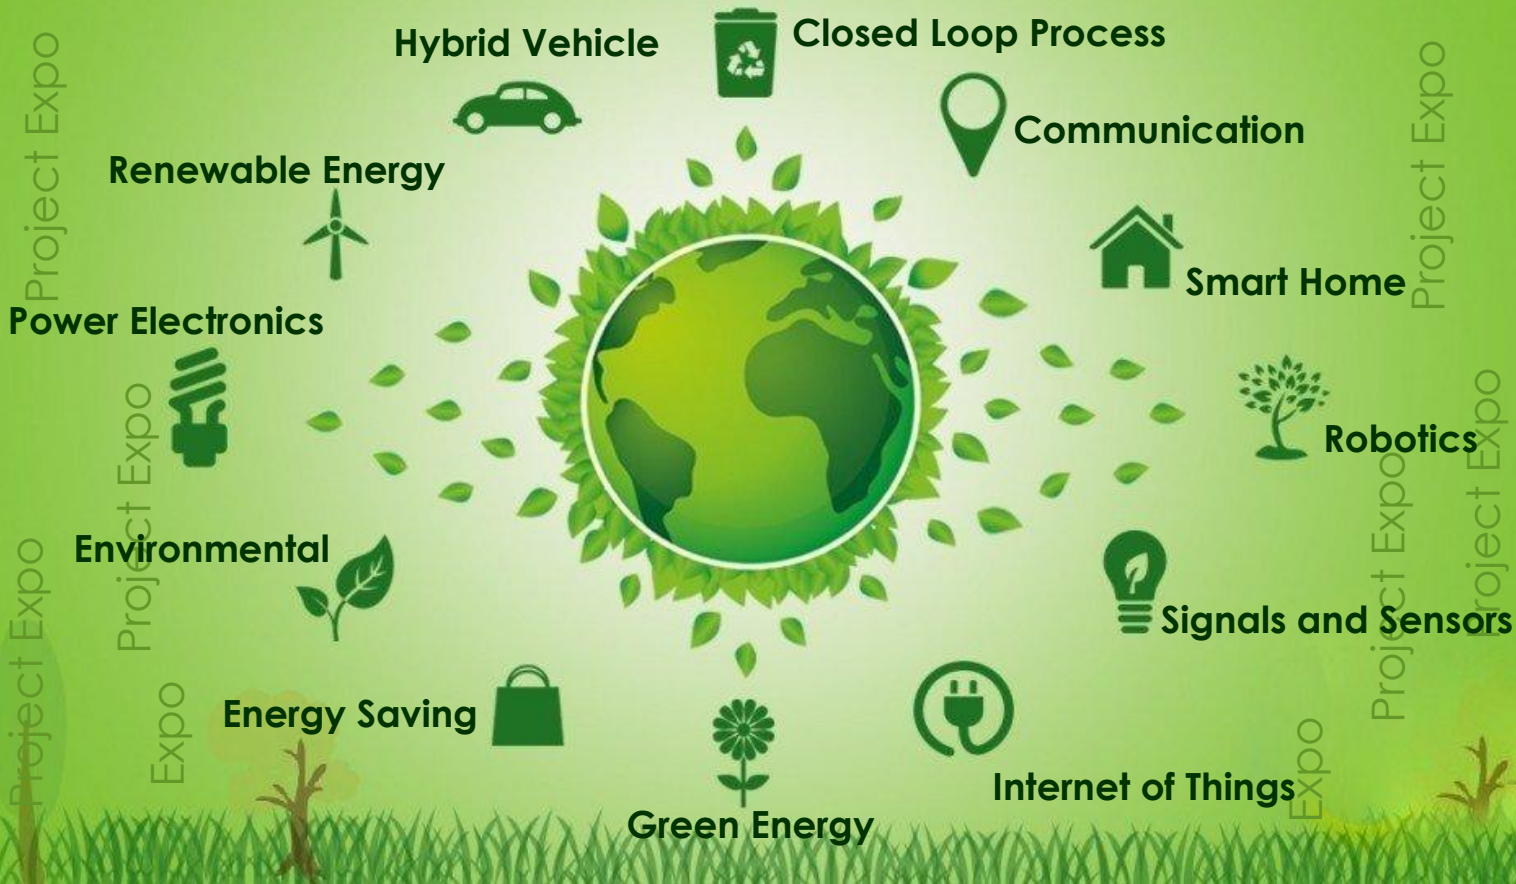 Hybrid Vehicle
Closed Loop Process
Communication
Renewable Energy
Smart Home
Power Electronics
Robotics
Environmental
Signals and Sensors
Energy Saving
Internet of Things
Green Energy
Project Expo
Project Expo
Project Expo
Expo
Project Expo
Project Expo
Project Expo
Expo